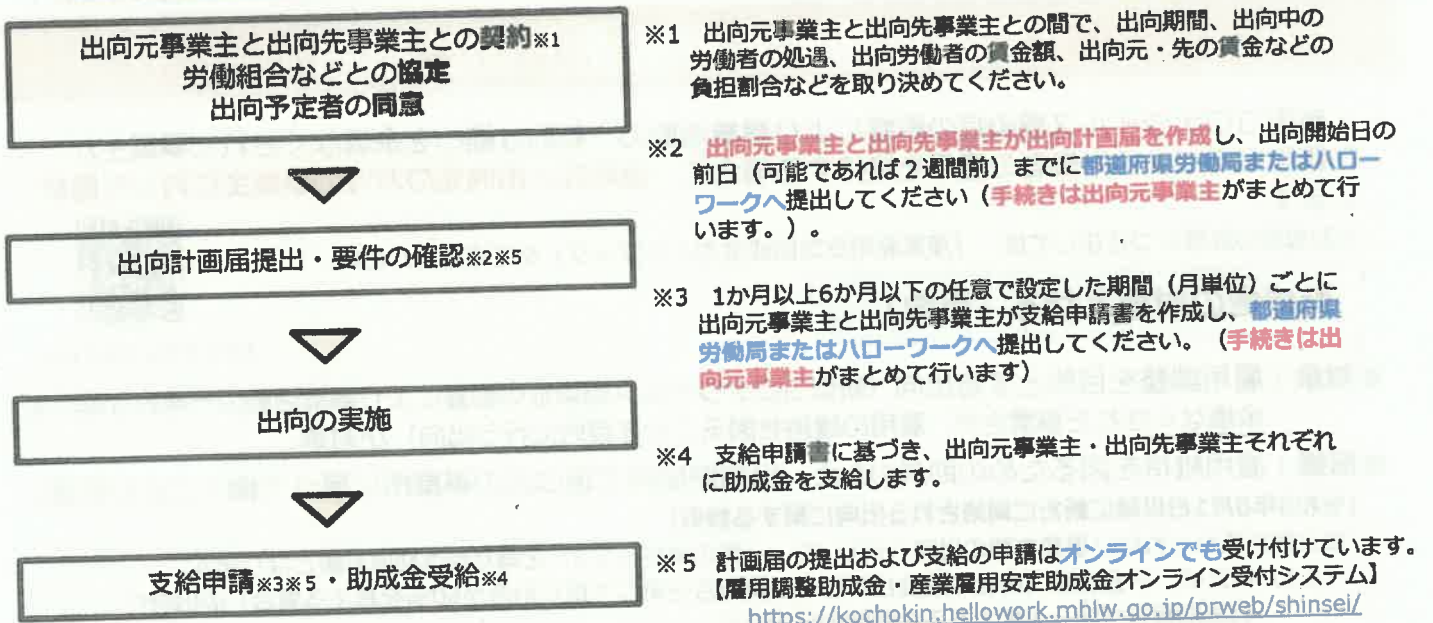 出向元事業主と出向先事業主との契約※1
労働組合などとの協定
出向予定者の同意
出向計画届提出・要件の確認※2※5
出向の実施
支給申請※3※5・助成金受給※4
※1 出向元事業主と出向先事業主との間で、出向期間、出向中の
労働者の処遇、出向労働者の賃金額、出向元・先の賃金などの
負担割合などを取り決めてください。
※2 出向元事業主と出向先事業主が出向計画届を作成し、出向開始日の
前日（可能であれば2週間前）までに都道府県労働局またはハロー
ワークへ提出してください（手続きは出向元事業主がまとめて行
います。）。
※3 1か月以上6か月以下の任意で設定した期間（月単位）ごとに
出向元事業主と出向先事業主が支給申請書を作成し、都道府県
労働局またはハローワークへ提出してください。（手続きは出
向元事業主がまとめて行います）
※4 支給申請書に基づき、出向元事業主・出向先事業主それぞれ
に助成金を支給します。
※5 計画届の提出および支給の申請はオンラインでも受け付けています。
【雇用調整助成金・産業雇用安定助成金オンライン受付システム】
https://kochokin.hellowork.mhlw.go.jp/prweb/shinsei/